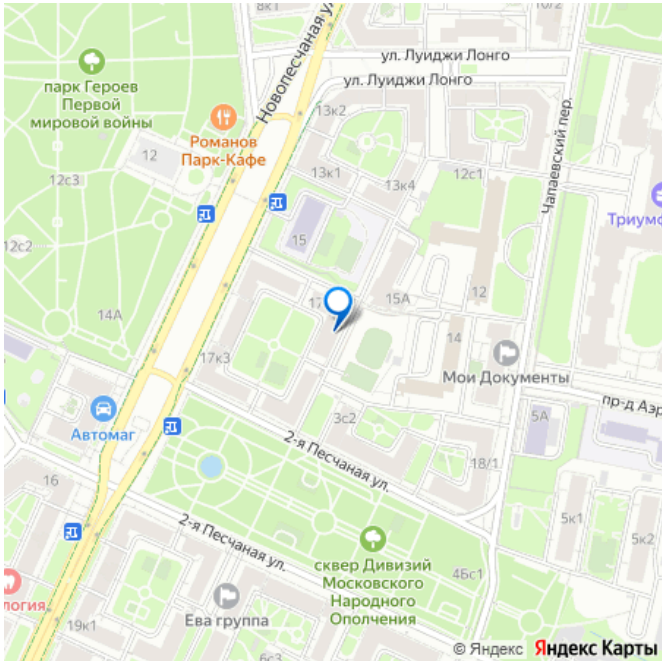 8к1
10/2
Новопесчаная ул.
ул. Луиджи Лонго
ул. Луиджи Лонго
парк Героев
Первой
мировой войны
13к2
Романов
Парк-Кафе
12
12с3
13к1
13к4
12с1
Чапаевский пер.
Триумф
12с2
15
14А
17
15А
12
14
Мои Документы
17к3
пр-д Аэр
Автомаг
3с2
5А
2-я Песчаная ул.
18/1
16
5к1
5к2
2-я Песчаная ул.
сквер Дивизий
Московского
Народного
Ополчения
4Бс1
логия
Ева группа
19к1
6с3
© Яндекс Яндекс Карты